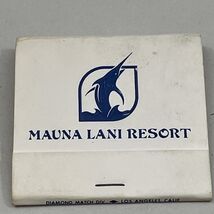 MAUNA LANI RESORT
DIAMOND MATCH DIV. LOS ANGELES, CALIF.